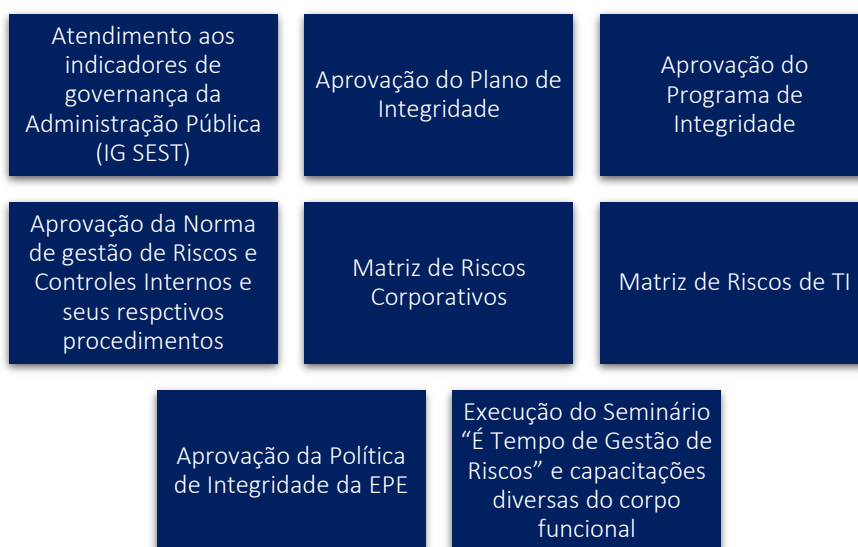 Atendimento aos
indicadores de
governança da
Administração Pública
(IG SEST)
Aprovação do Plano de
Integridade
Aprovação do
Programa de
Integridade
Aprovação da Norma
de gestão de Riscos e
Controles Internos e
seus respctivos
procedimentos
Matriz de Riscos
Corporativos
Matriz de Riscos de TI
Aprovação da Política
de Integridade da EPE
Execução do Seminário
“É Tempo de Gestão de
Riscos” e capacitações
diversas do corpo
funcional